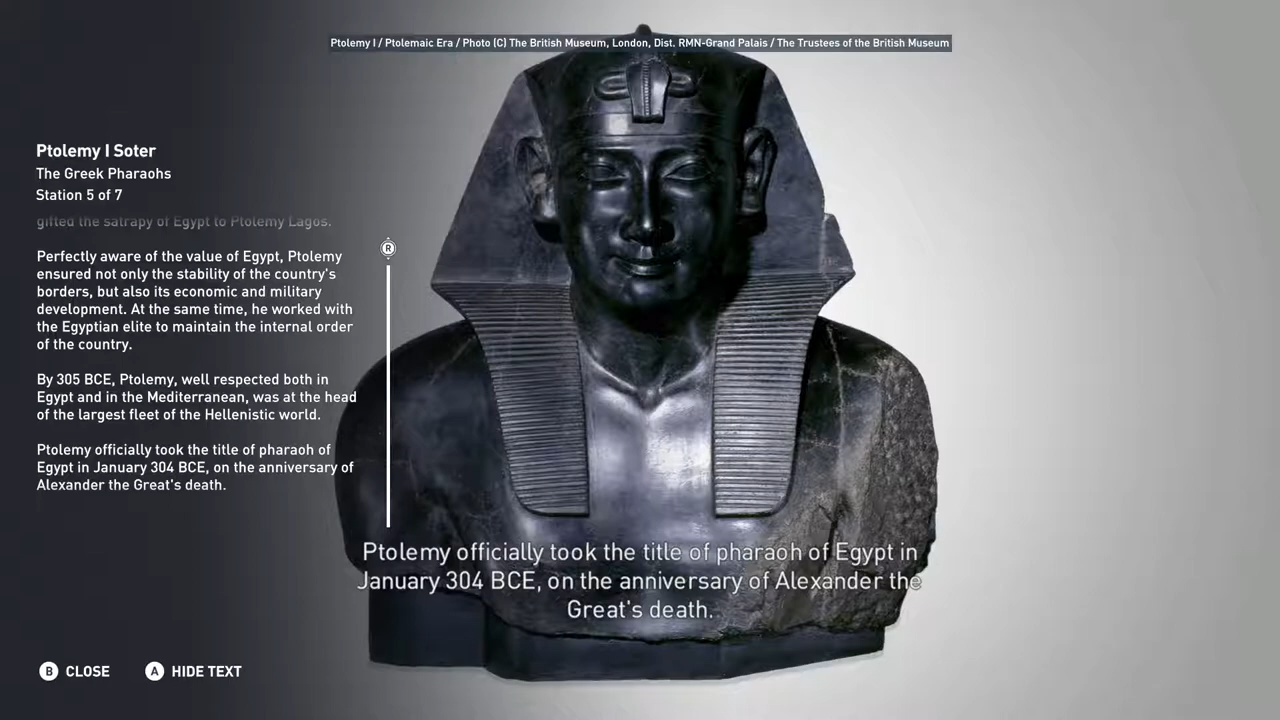 Ptolemy I / Ptolemaic Era / Photo (C) The British Museum, London, Dist. RMN-Grand Palais / The Trustees of the British Museum
Ptolemy I Soter
The Greek Pharaohs
Station 5 of 7
gifted the satrapy of Egypt to Ptolemy Lagos.
Perfectly aware of the value of Egypt, Ptolemy
ensured not only the stability of the country's
borders, but also its economic and military
development. At the same time, he worked with
the Egyptian elite to maintain the internal order
of the country.
By 305 BCE, Ptolemy, well respected both in
Egypt and in the Mediterranean, was at the head
of the largest fleet of the Hellenistic world.
Ptolemy officially took the title of pharaoh of
Egypt in January 304 BCE, on the anniversary of
Alexander the Great's death.
R
Ptolemy officially took the title of pharaoh of Egypt in
January 304 BCE, on the anniversary of Alexander the
Great's death.
B CLOSE
A HIDE TEXT